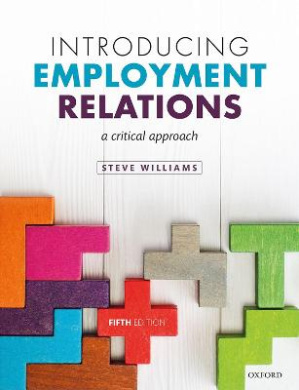 INTRODUCING
EMPLOYMENT
RELATIONS
a critical approach
STEVE WILLIAMS
FIFTH EDITION
OXFORD